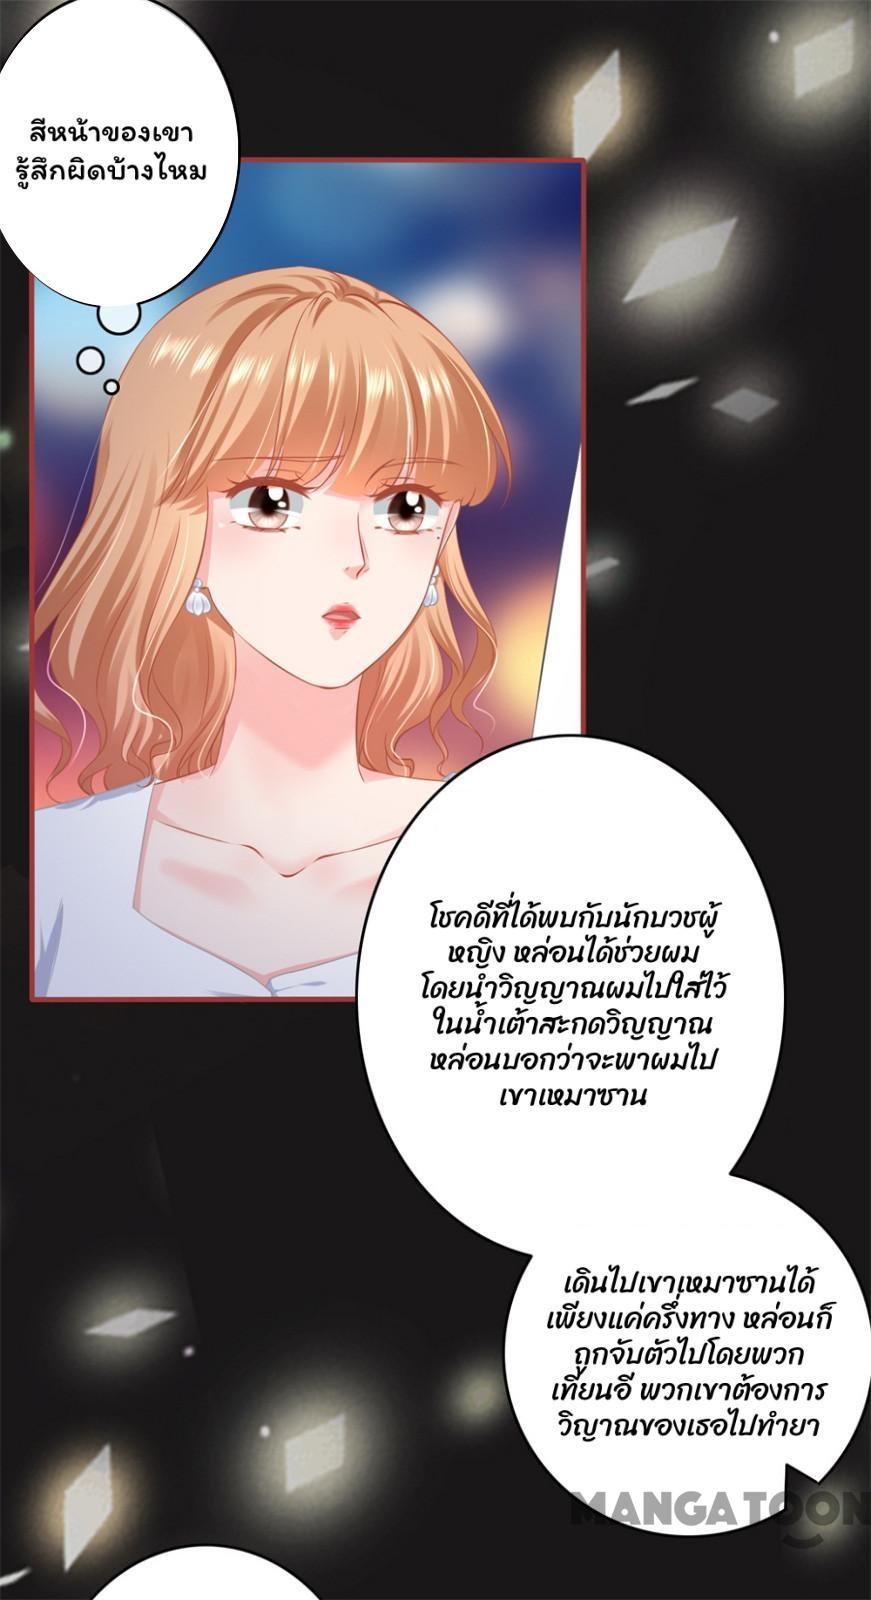 สีหน้าของเขา
รู้สึกผิดบ้างไหม
โชคดีที่ได้พบกับนักบวชผู้
หญิง หล่อนได้ช่วยผม
โดยนำวิญญาณผมไปใส่ไว้
ในน้ำเต้าสะกดวิญญาณ
หล่อนบอกว่าจะพาผมไป
เขาเหมาซาน
เดินไปเขาเหมาซานได้
เพียงแค่ครึ่งทาง หล่อนก็
ถูกจับตัวไปโดยพวก
เทียนอี พวกเขาต้องการ
วิญาณของเธอไปทำยา
MANGATOON